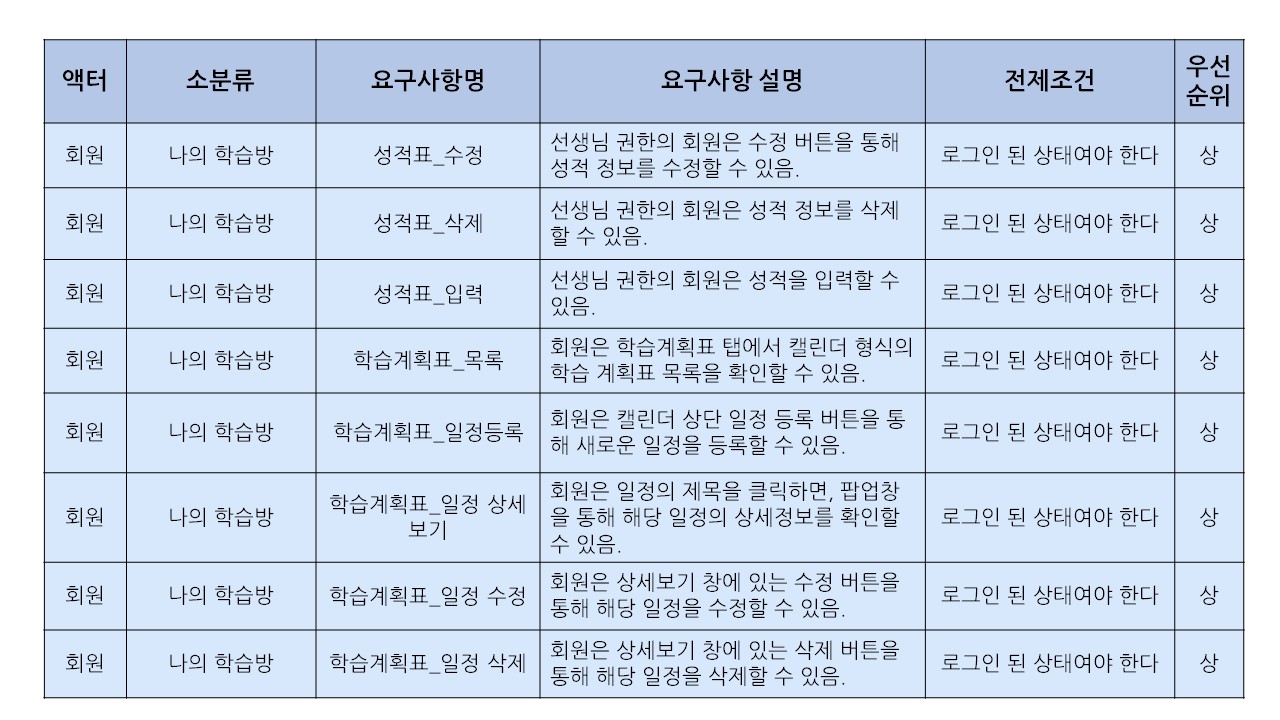 액터 소분류 요구사항명 요구사항 설명 전제조건 우선
순위
회원 나의 학습방 성적표_수정 선생님 권한의 회원은 수정 버튼을 통해 로그인 된 상태여야 한다 상
성적 정보를 수정할 수 있음.
회원 나의 학습방 성적표_삭제 선생님 권한의 회원은 성적 정보를 삭제 로그인 된 상태여야 한다 상
할 수 있음.
회원 나의 학습방 성적표_입력 선생님 권한의 회원은 성적을 입력할 수 로그인 된 상태여야 한다 상
있음.
회원 나의 학습방 학습계획표_목록 회원은 학습계획표 탭에서 캘린더 형식의 로그인 된 상태여야 한다 상
학습 계획표 목록을 확인할 수 있음.
회원 나의 학습방 학습계획표_일정등록 회원은 캘린더 상단 일정 등록 버튼을 통 로그인 된 상태여야 한다 상
해 새로운 일정을 등록할 수 있음.
회원 나의 학습방 학습계획표_일정 상세 회원은 일정의 제목을 클릭하면, 팝업창 로그인 된 상태여야 한다 상
보기 을 통해 해당 일정의 상세정보를 확인할
수 있음.
회원 나의 학습방 학습계획표_일정 수정 회원은 상세보기 창에 있는 수정 버튼을 로그인 된 상태여야 한다 상
통해 해당 일정을 수정할 수 있음.
회원 나의 학습방 학습계획표_일정 삭제 회원은 상세보기 창에 있는 삭제 버튼을 로그인 된 상태여야 한다 상
통해 해당 일정을 삭제할 수 있음.